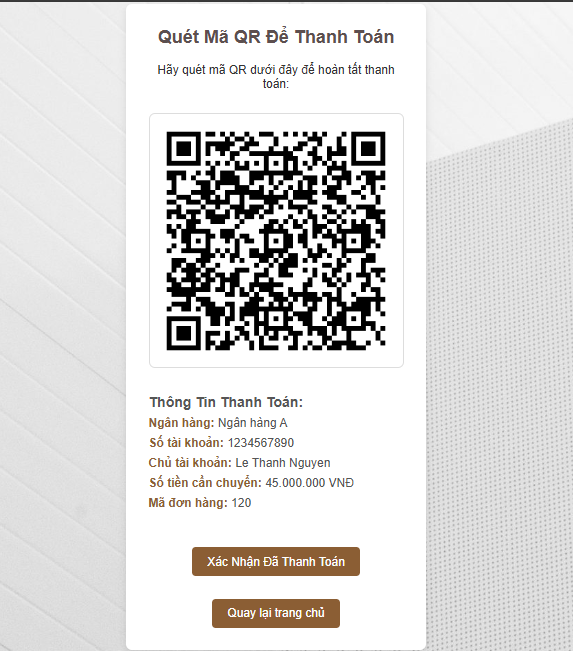 Quét Mã QR Để Thanh Toán
Hãy quét mã QR dưới đây để hoàn tất thanh
toán:
Thông Tin Thanh Toán:
Ngân hàng: Ngân hàng A
Số tài khoản: 1234567890
Chủ tài khoản: Le Thanh Nguyen
Số tiền cần chuyển: 45.000.000 VNĐ
Mã đơn hàng: 120
Xác Nhận Đã Thanh Toán
Quay lại trang chủ